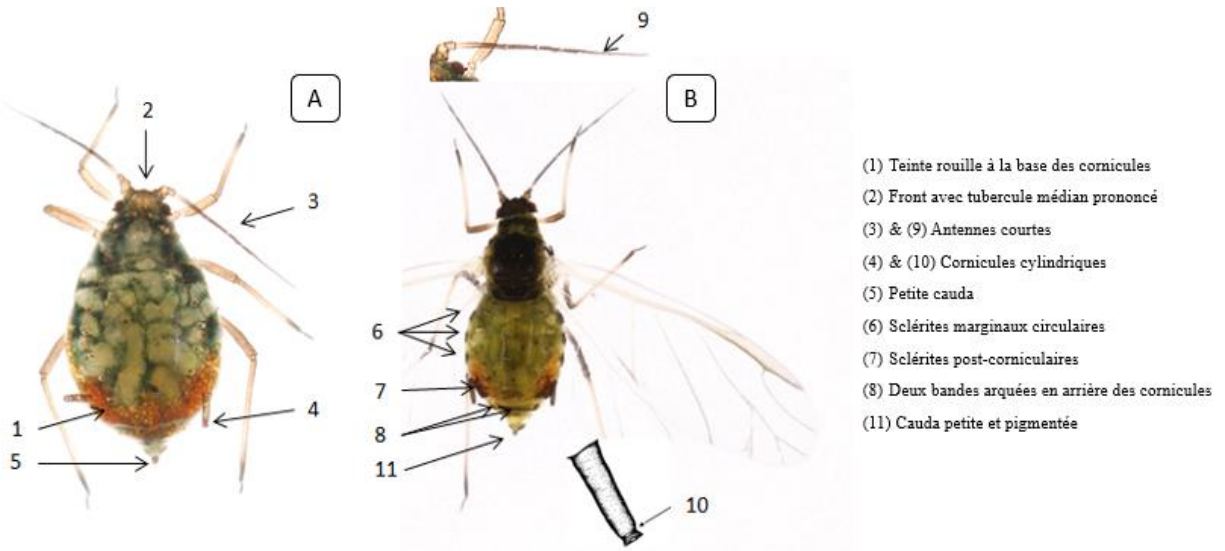 9
A
B
2
3
6
7
1
4
8
5
11
10
(1) Teinte rouille à la base des cornicules
(2) Front avec tubercule médian prononcé
(3) & (9) Antennes courtes
(4) & (10) Cornicules cylindriques
(5) Petite cauda
(6) Sclérites marginaux circulaires
(7) Sclérites post-corniculaires
(8) Deux bandes arquées en arrière des cornicules
(11) Cauda petite et pigmentée